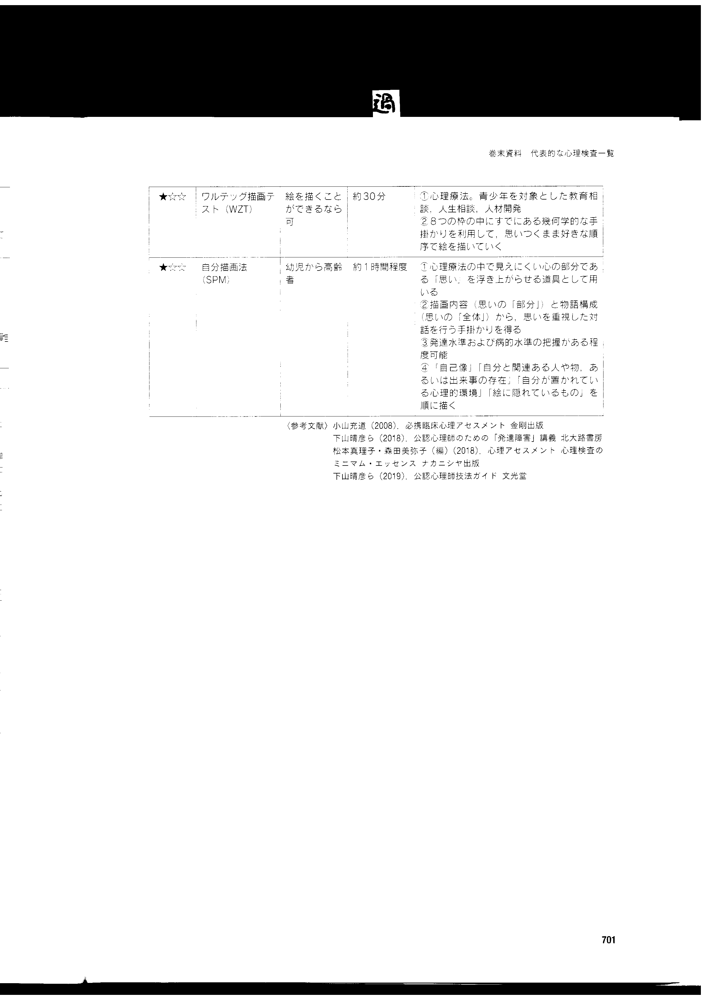 過
巻末資料　代表的な心理検査一覧
★☆☆
ワルテッグ描画テ
スト（WZT）
絵を描くこと
ができるなら
可
約30分
①心理療法。青少年を対象とした教育相
談，人生相談，人材開発
②8つの枠の中にすでにある幾何学的な手
掛かりを利用して，思いつくまま好きな順
序で絵を描いていく
★☆☆
自分描画法
（SPM）
幼児から高齢
者
約1時間程度
①心理療法の中で見えにくい心の部分であ
る「思い」を浮き上がらせる道具として用
いる
②描画内容（思いの「部分」）と物語構成
（思いの「全体」）から，思いを重視した対
話を行う手掛かりを得る
③発達水準および病的水準の把握がある程
度可能
④「自己像」「自分と関連ある人や物，あ
るいは出来事の存在」「自分が置かれてい
る心理的環境」「絵に隠れているもの」を
順に描く
〈参考文献〉小山充道（2008）．必携臨床心理アセスメント 金剛出版
下山晴彦ら（2018）．公認心理師のための「発達障害」講義 北大路書房
松本真理子・森田美弥子（編）（2018）．心理アセスメント 心理検査の
ミニマム・エッセンス ナカニシヤ出版
下山晴彦ら（2019）．公認心理師技法ガイド 文光堂
701